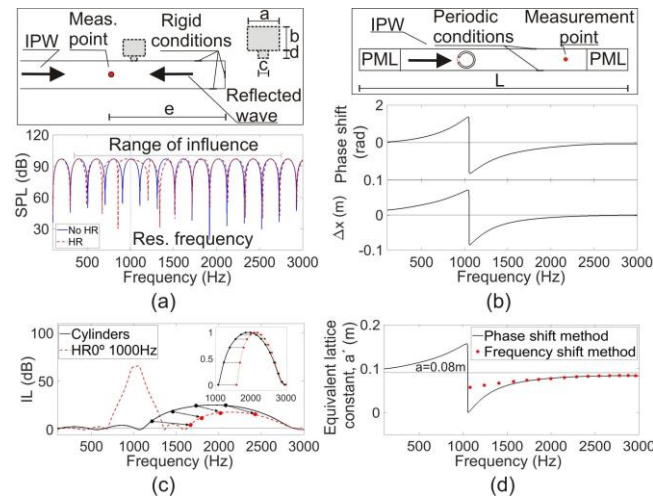 Meas. point
Rigid conditions
IPW
a
b
d
c
e
Reflected wave
SPL (dB)
120
90
60
30
Range of influence
Res. frequency
No HR
HR
500 1000 1500 2000 2500 3000
Frequency (Hz)
(a)
IPW
Periodic conditions
Measurement point
PML
PML
L
Phase shift (rad)
2
0
0.1
Δx (m)
0
-0.1
500 1000 1500 2000 2500 3000
Frequency (Hz)
(b)
IL (dB)
100
50
0
Cylinders
HR0º 1000Hz
1
0.5
0
1000 2000 3000
500 1000 1500 2000 2500 3000
Frequency (Hz)
(c)
Equivalent lattice constant, a´ (m)
0.2
0.1
0
Phase shift method
Frequency shift method
a=0.08m
500 1000 1500 2000 2500 3000
Frequency (Hz)
(d)